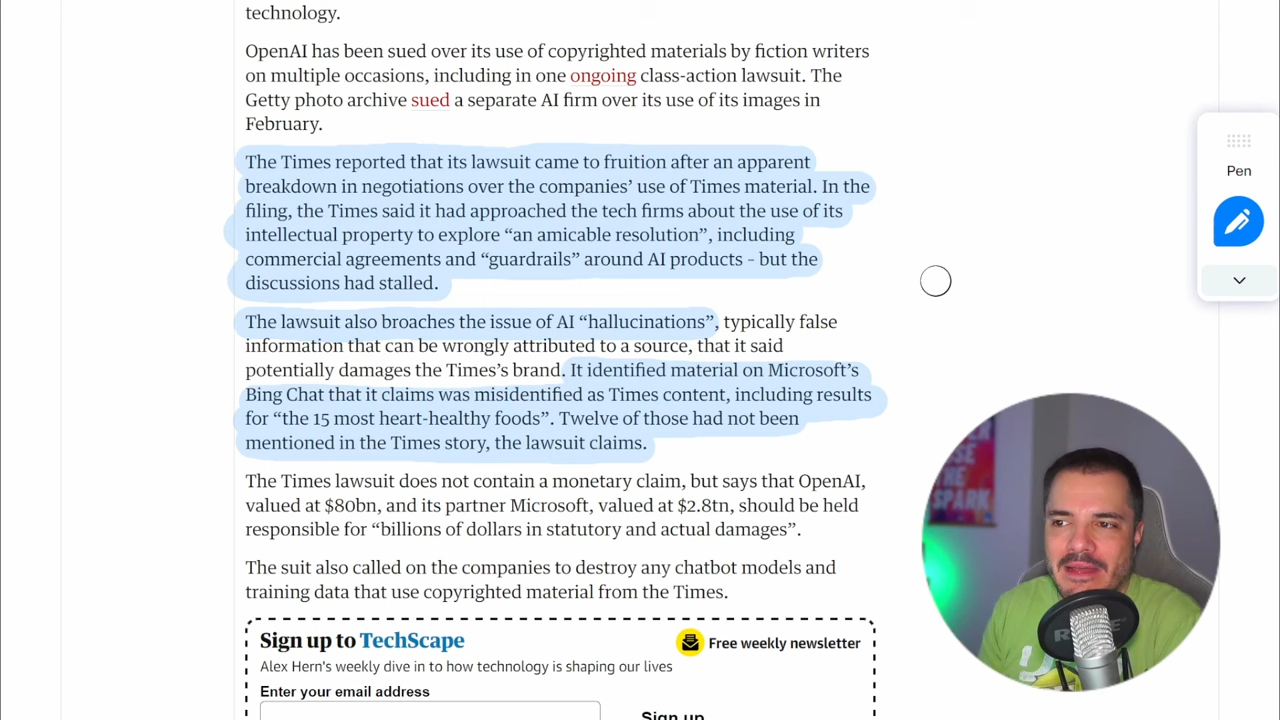 technology.
OpenAI has been sued over its use of copyrighted materials by fiction writers
on multiple occasions, including in one ongoing class-action lawsuit. The
Getty photo archive sued a separate AI firm over its use of its images in
February.
The Times reported that its lawsuit came to fruition after an apparent
breakdown in negotiations over the companies’ use of Times material. In the
filing, the Times said it had approached the tech firms about the use of its
intellectual property to explore “an amicable resolution”, including
commercial agreements and “guardrails” around AI products – but the
discussions had stalled.
The lawsuit also broaches the issue of AI “hallucinations”, typically false
information that can be wrongly attributed to a source, that it said
potentially damages the Times’s brand. It identified material on Microsoft’s
Bing Chat that it claims was misidentified as Times content, including results
for “the 15 most heart-healthy foods”. Twelve of those had not been
mentioned in the Times story, the lawsuit claims.
The Times lawsuit does not contain a monetary claim, but says that OpenAI,
valued at $80bn, and its partner Microsoft, valued at $2.8tn, should be held
responsible for “billions of dollars in statutory and actual damages”.
The suit also called on the companies to destroy any chatbot models and
training data that use copyrighted material from the Times.
Sign up to TechScape
Free weekly newsletter
Alex Hern's weekly dive in to how technology is shaping our lives
Enter your email address
Sign up
Pen
THE
SPARK